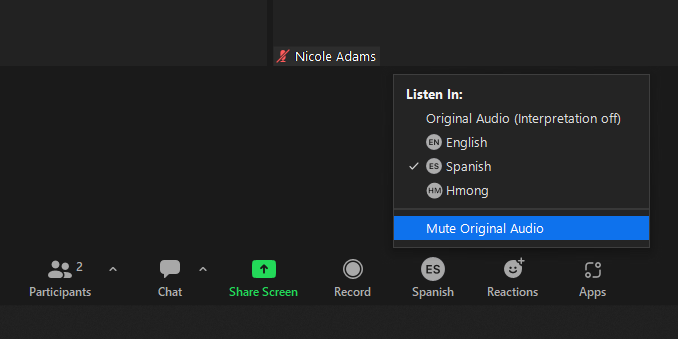 Nicole Adams
Listen In:
Original Audio (Interpretation off)
EN English
ES Spanish
HM Hmong
Mute Original Audio
2 ES
Participants Chat Share Screen Record Spanish Reactions Apps